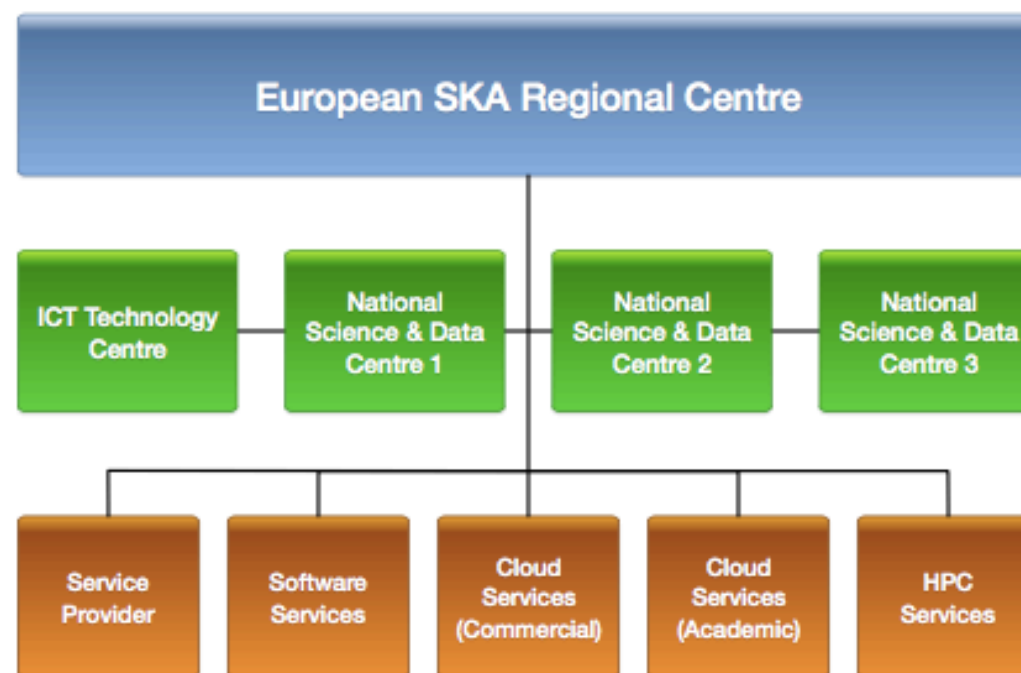 European SKA Regional Centre
ICT Technology
Centre
National
Science & Data
Centre 1
National
Science & Data
Centre 2
National
Science & Data
Centre 3
Service
Provider
Software
Services
Cloud
Services
(Commercial)
Cloud
Services
(Academic)
HPC
Services